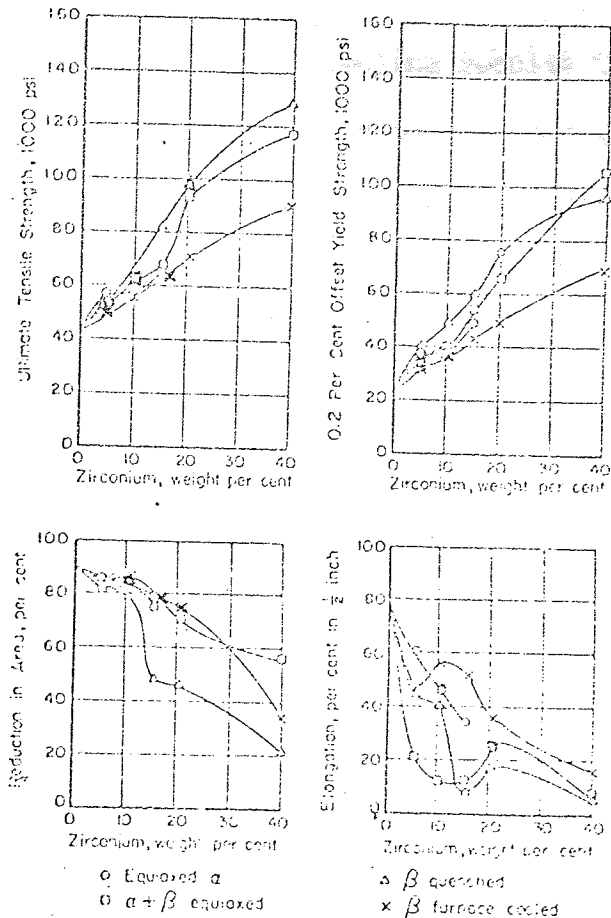 Ultimate Tensile Strength, 1000 psi
160
140
120
100
80
60
40
20
0
0 10 20 30 40
Zirconium, weight per cent
0.2 Per Cent Offset Yield Strength, 1000 psi
160
140
120
100
80
60
40
20
0
0 10 20 30 40
Zirconium, weight per cent
Reduction in Area, per cent
100
80
60
40
20
0
0 10 20 30 40
Zirconium, weight per cent
Elongation, per cent in ½ inch
100
80
60
40
20
0
0 10 20 30 40
Zirconium, weight per cent
o Equiaxed α
o α + β equiaxed
△ β quenched
× β furnace cooled